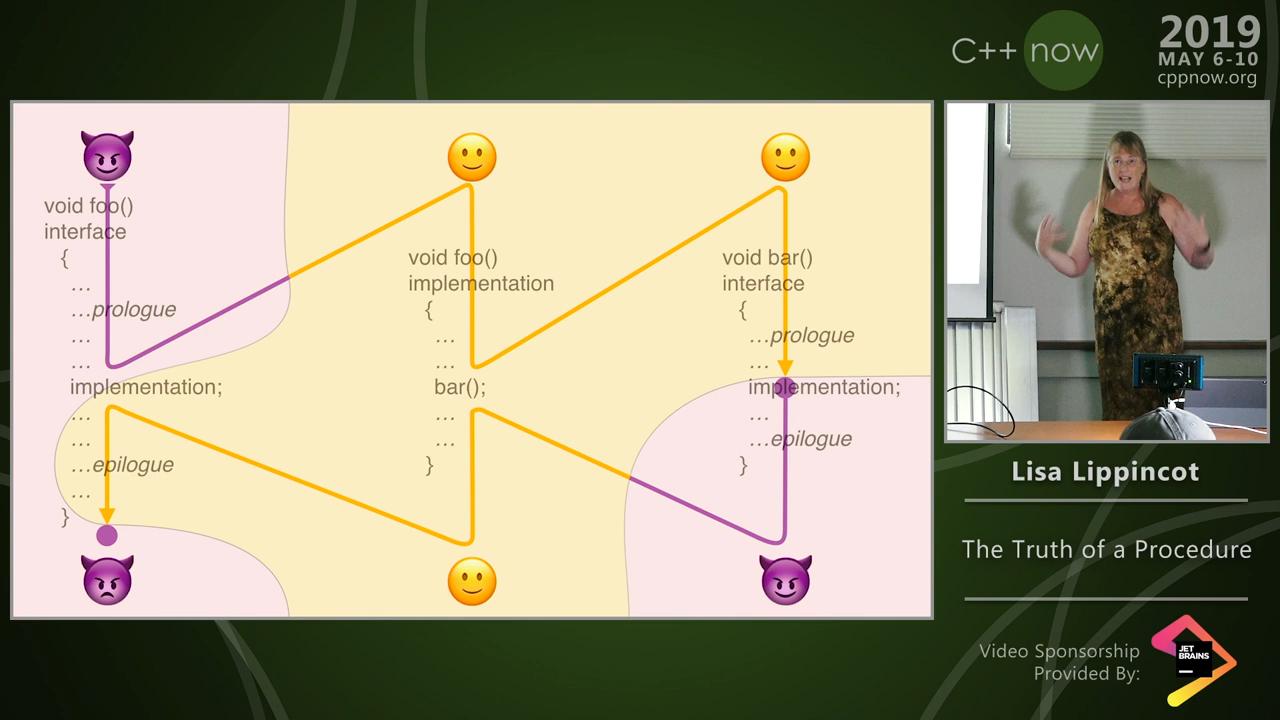 C++ now
2019
MAY 6-10
cppnow.org
void foo()
interface
{
…
…prologue
…
…
implementation;
…
…
…epilogue
…
}
void foo()
implementation
{
…
…
bar();
…
…
}
void bar()
interface
{
…prologue
…
implementation;
…
…epilogue
}
Lisa Lippincot
The Truth of a Procedure
Video Sponsorship
Provided By:
JET
BRAINS